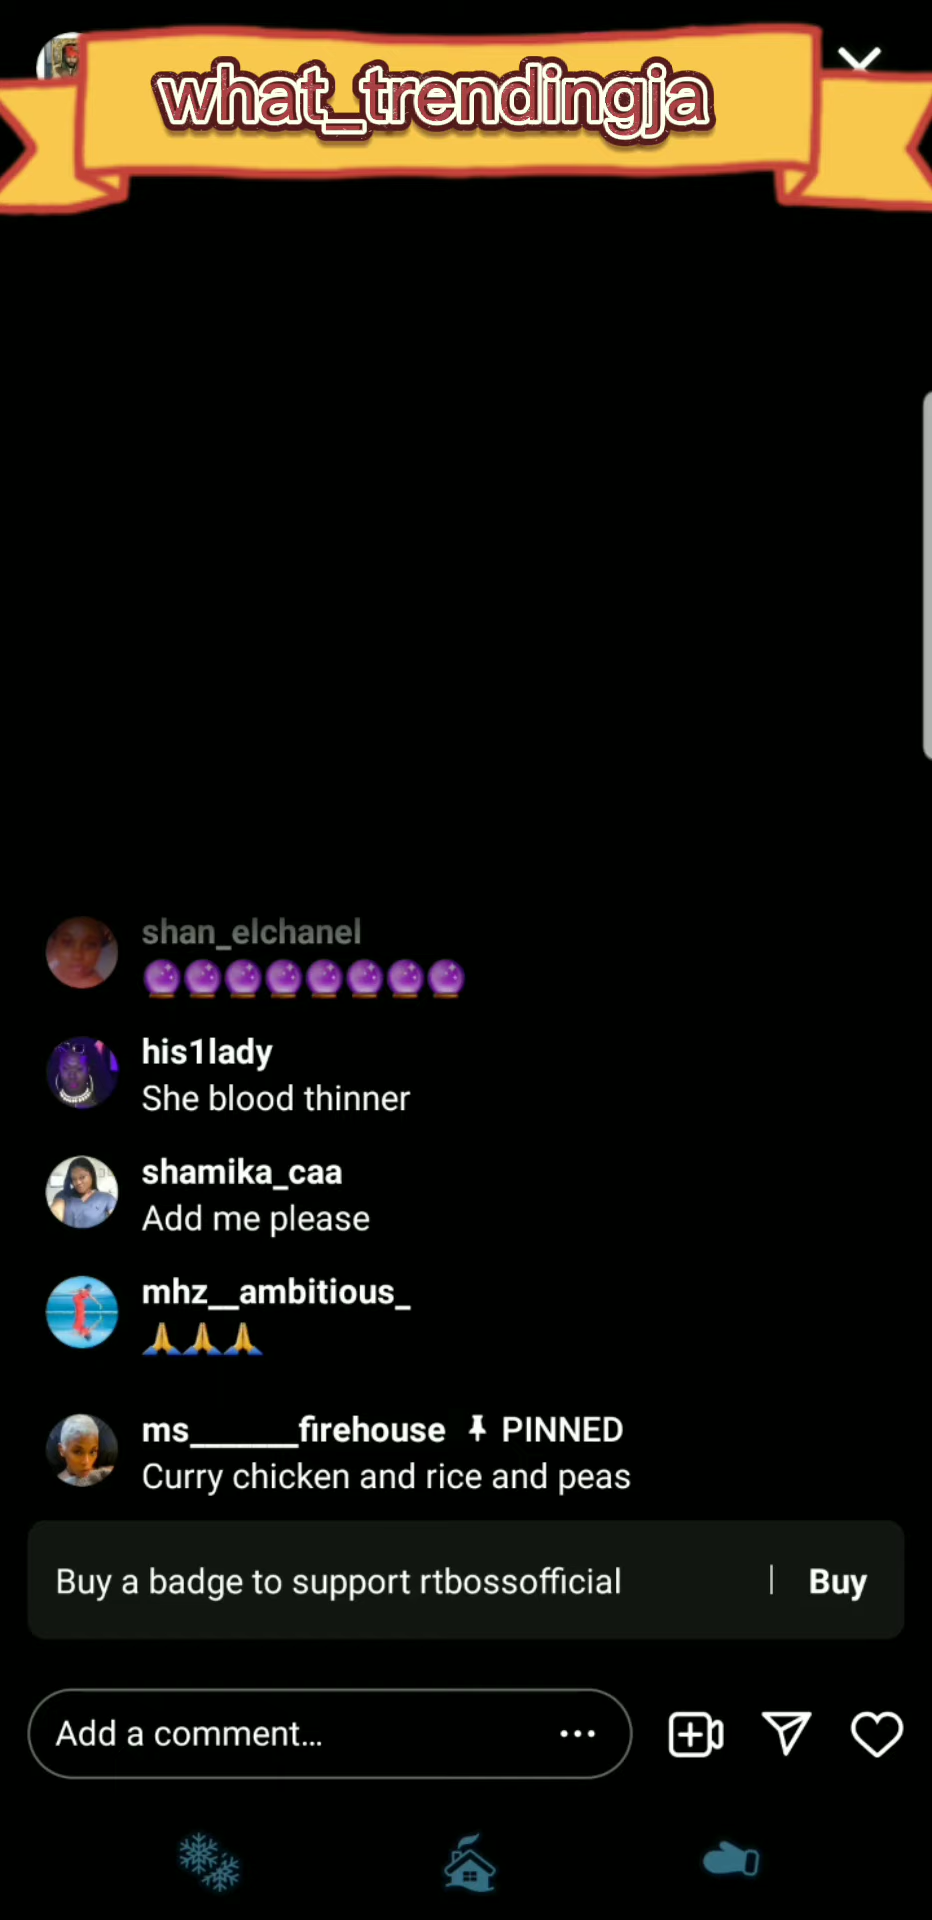 what_trendingja
shan_elchanel
🔮🔮🔮🔮🔮🔮🔮🔮
his1lady
She blood thinner
shamika_caa
Add me please
mhz__ambitious_
🙏🙏🙏
ms______firehouse 📌 PINNED
Curry chicken and rice and peas
Buy a badge to support rtbossofficial | Buy
Add a comment...